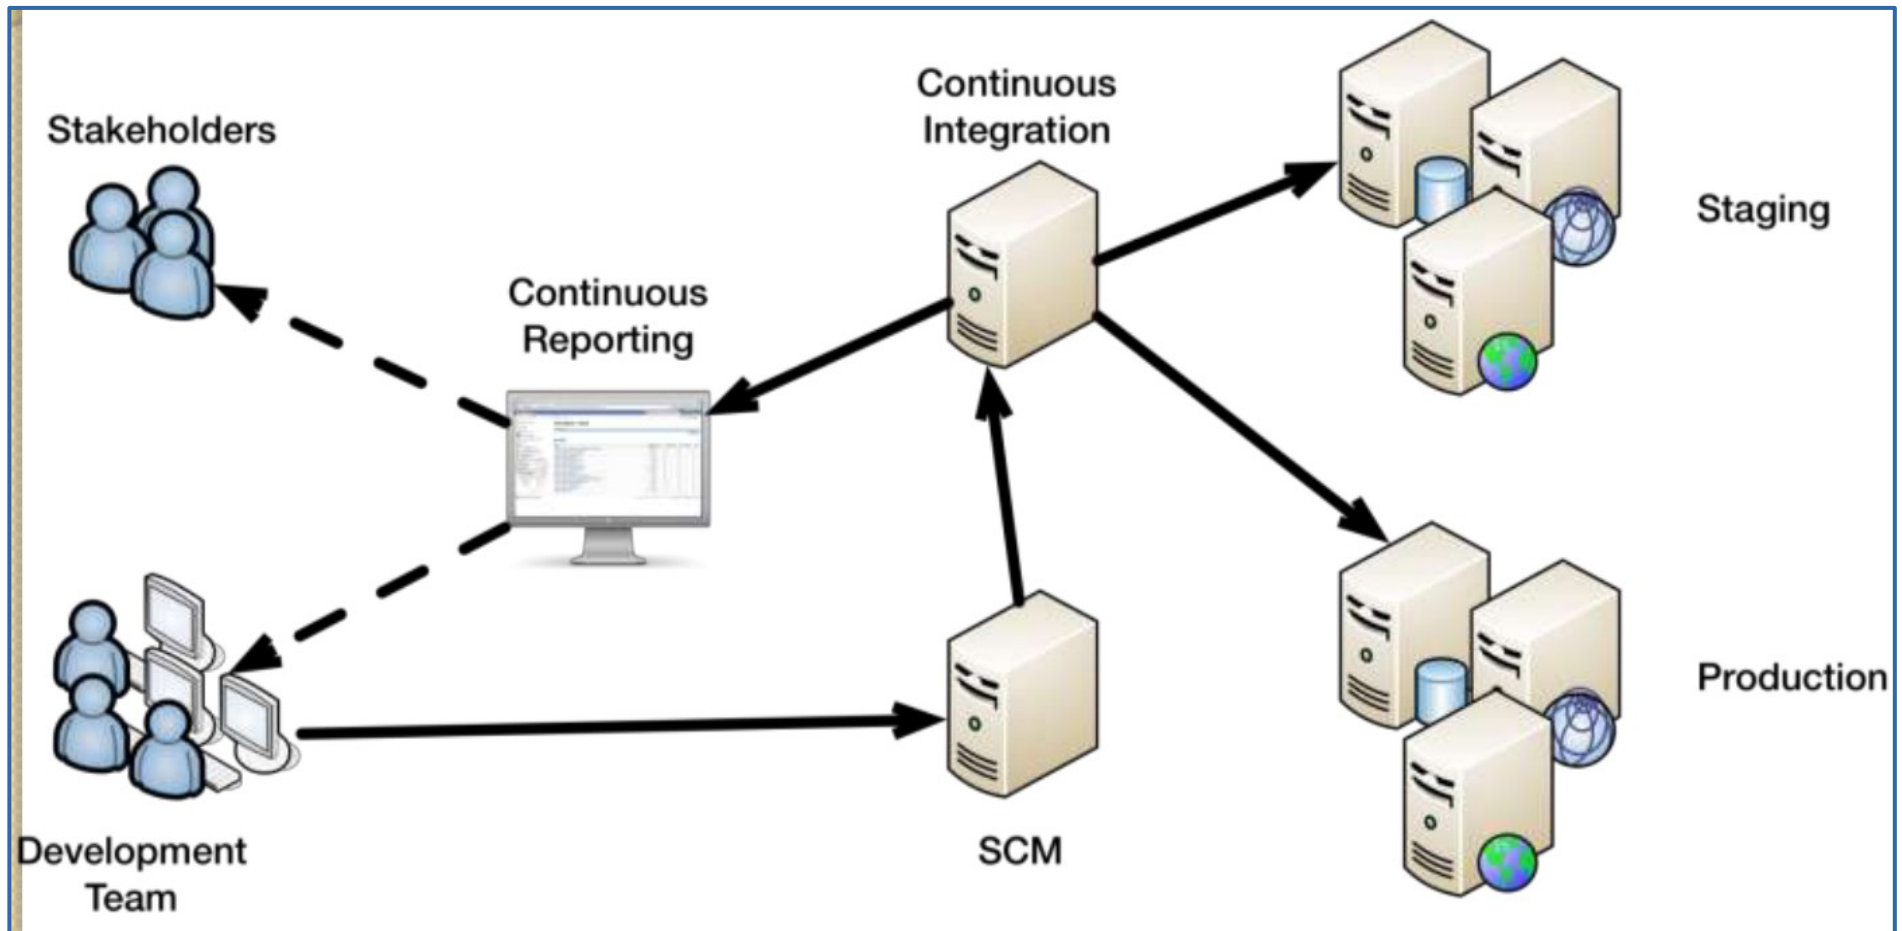 Stakeholders
Continuous
Reporting
Continuous
Integration
Staging
Production
Development
Team
SCM